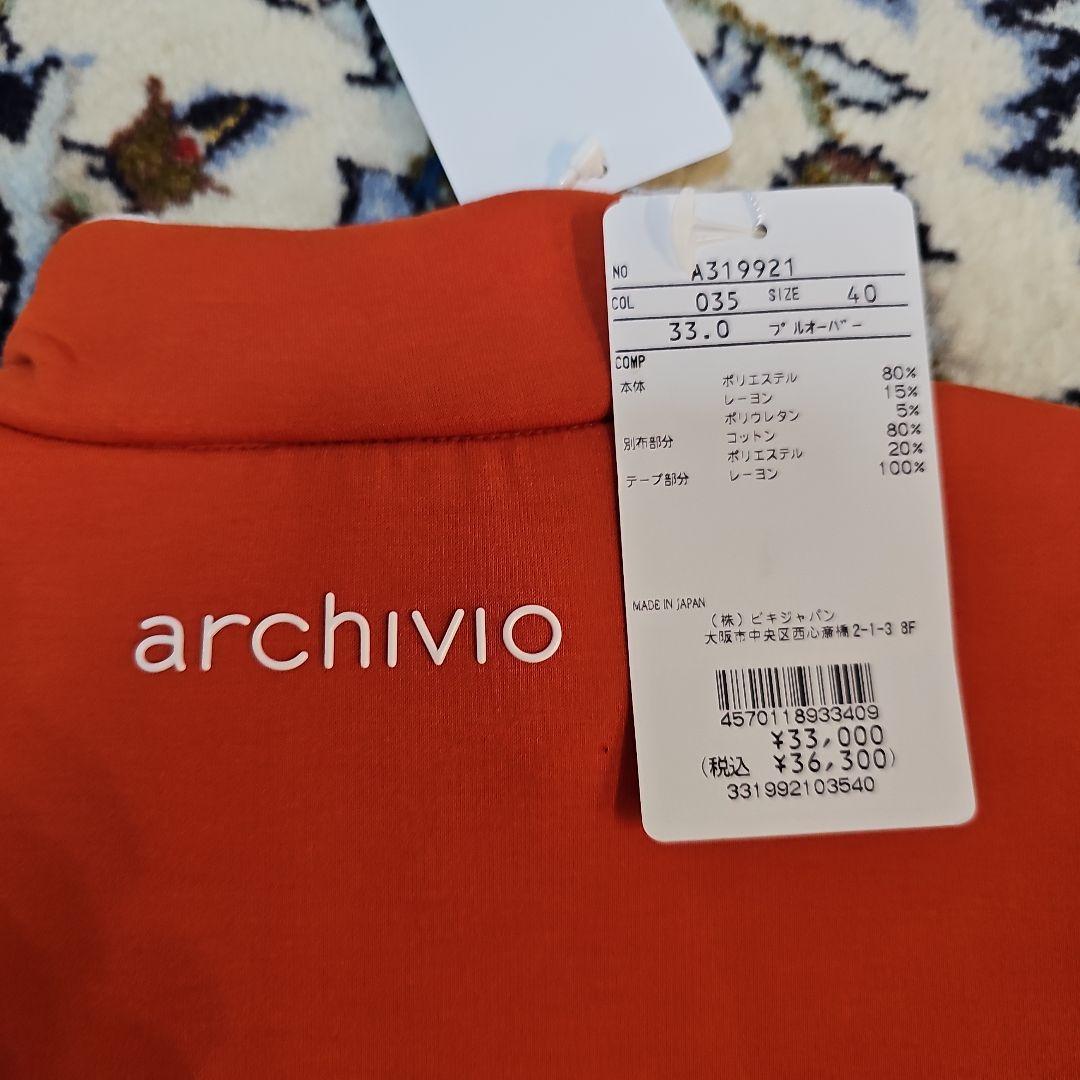 archivio
NO A319921
COL 035 SIZE 40
33.0 プルオーバー
COMP
本体 ポリエステル 80%
レーヨン 15%
ポリウレタン 5%
別布部分 コットン 80%
ポリエステル 20%
テープ部分 レーヨン 100%
MADE IN JAPAN
(株)ビキジャパン
大阪市中央区西心斎橋2-1-3 8F
4570118933409
¥33,000
(税込 ¥36,300)
331992103540